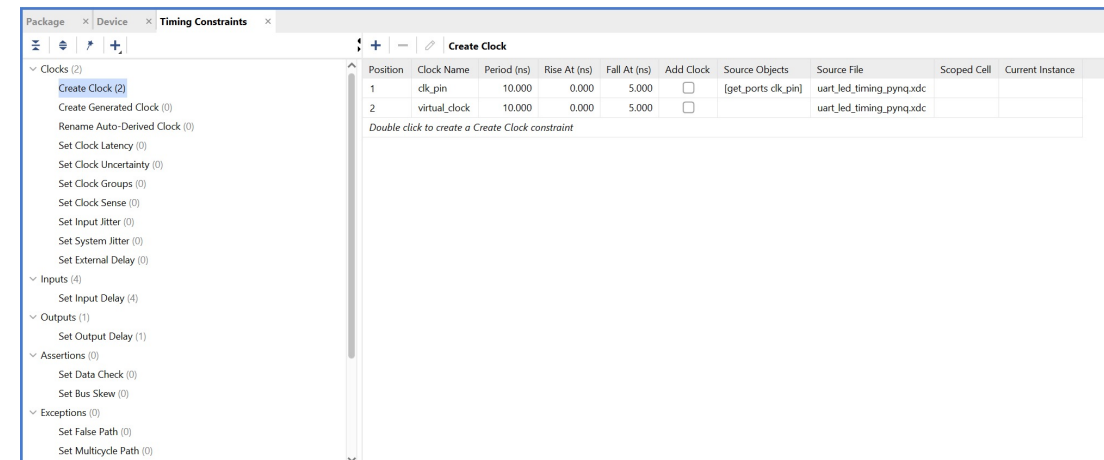 Package × Device × Timing Constraints ×
Create Clock
Clocks (2)
Create Clock (2)
Create Generated Clock (0)
Rename Auto-Derived Clock (0)
Set Clock Latency (0)
Set Clock Uncertainty (0)
Set Clock Groups (0)
Set Clock Sense (0)
Set Input Jitter (0)
Set System Jitter (0)
Set External Delay (0)
Inputs (4)
Set Input Delay (4)
Outputs (1)
Set Output Delay (1)
Assertions (0)
Set Data Check (0)
Set Bus Skew (0)
Exceptions (0)
Set False Path (0)
Set Multicycle Path (0)
Position Clock Name Period (ns) Rise At (ns) Fall At (ns) Add Clock Source Objects Source File Scoped Cell Current Instance
1 clk_pin 10.000 0.000 5.000 [get_ports clk_pin] uart_led_timing_pynq.xdc
2 virtual_clock 10.000 0.000 5.000 uart_led_timing_pynq.xdc
Double click to create a Create Clock constraint